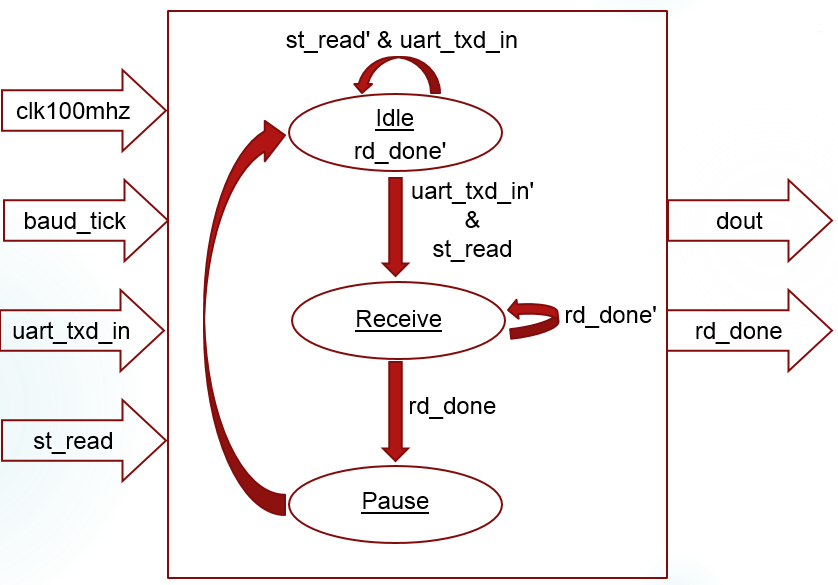 st_read' & uart_txd_in
clk100mhz
baud_tick
uart_txd_in
st_read
Idle
rd_done'
uart_txd_in'
&
st_read
Receive
rd_done'
rd_done
Pause
dout
rd_done